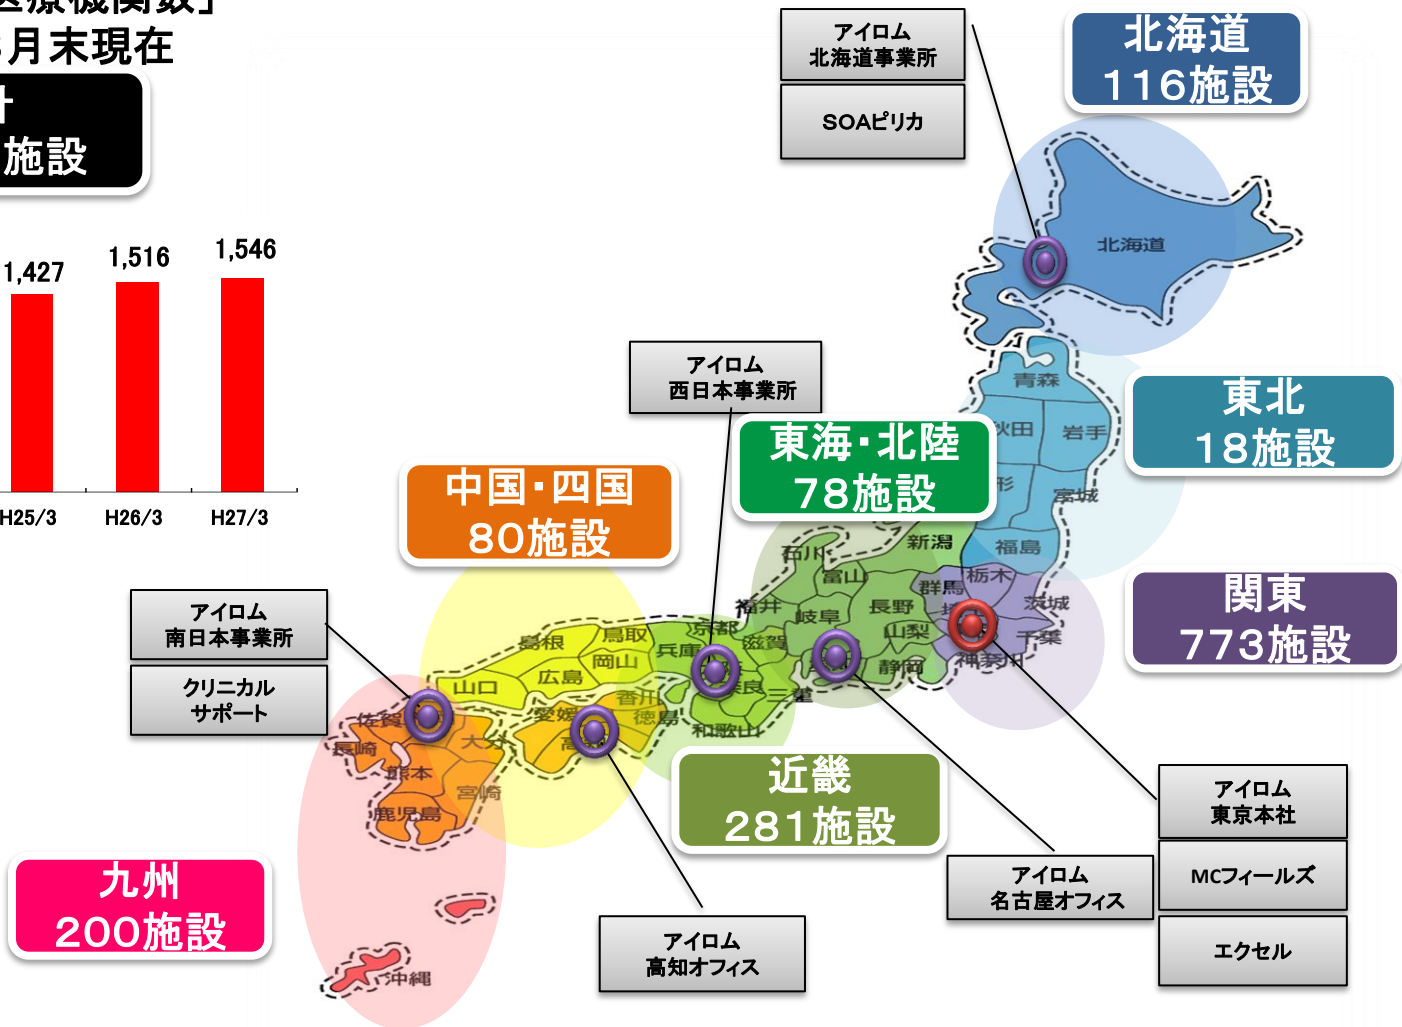 医療機関数」
月末現在
計
施設
1,427
1,516
1,546
H25/3
H26/3
H27/3
アイロム
北海道事業所
SOAピリカ
北海道
116施設
北海道
アイロム
西日本事業所
東海・北陸
78施設
東北
18施設
中国・四国
80施設
関東
773施設
アイロム
南日本事業所
クリニカル
サポート
近畿
281施設
九州
200施設
アイロム
高知オフィス
アイロム
名古屋オフィス
アイロム
東京本社
MCフィールズ
エクセル
青森
秋田
岩手
形
宮城
福島
新潟
石川
富山
福井
岐阜
長野
山梨
静岡
群馬
栃木
茨城
千葉
神奈川
京都
滋賀
兵庫
奈良
三重
和歌山
鳥取
島根
岡山
広島
山口
香川
徳島
愛媛
佐賀
長崎
大分
熊本
宮崎
鹿児島
沖縄